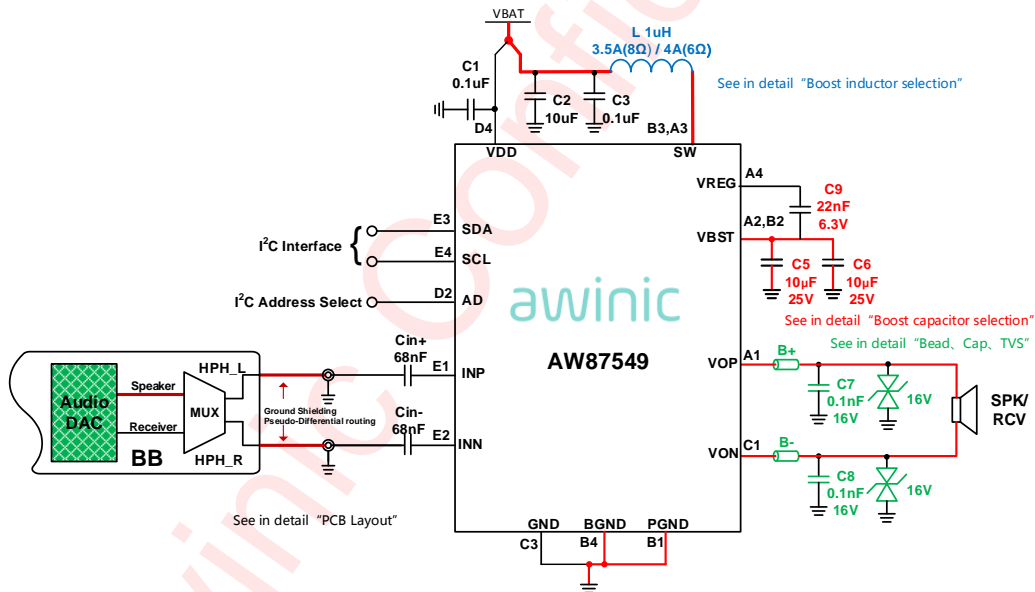 VBAT
L 1uH
3.5A(8Ω) / 4A(6Ω)
See in detail “Boost inductor selection”
C1
0.1uF
C2
10uF
C3
0.1uF
D4
VDD
B3,A3
SW
VREG
A4
C9
22nF
6.3V
A2,B2
VBST
C5
10µF
25V
C6
10µF
25V
See in detail “Boost capacitor selection”
See in detail “Bead、Cap、TVS”
I²C Interface
E3
SDA
E4
SCL
I²C Address Select
D2
AD
awinic
AW87549
Cin+
68nF
E1
INP
Cin-
68nF
E2
INN
HPH_L
Speaker
Audio
DAC
MUX
Receiver
BB
HPH_R
Ground Shielding
Pseudo-Differential routing
See in detail “PCB Layout”
VOP
A1
B+
C7
0.1nF
16V
16V
SPK/
RCV
VON
C1
B-
C8
0.1nF
16V
16V
GND
BGND
PGND
C3
B4
B1
winic Confi